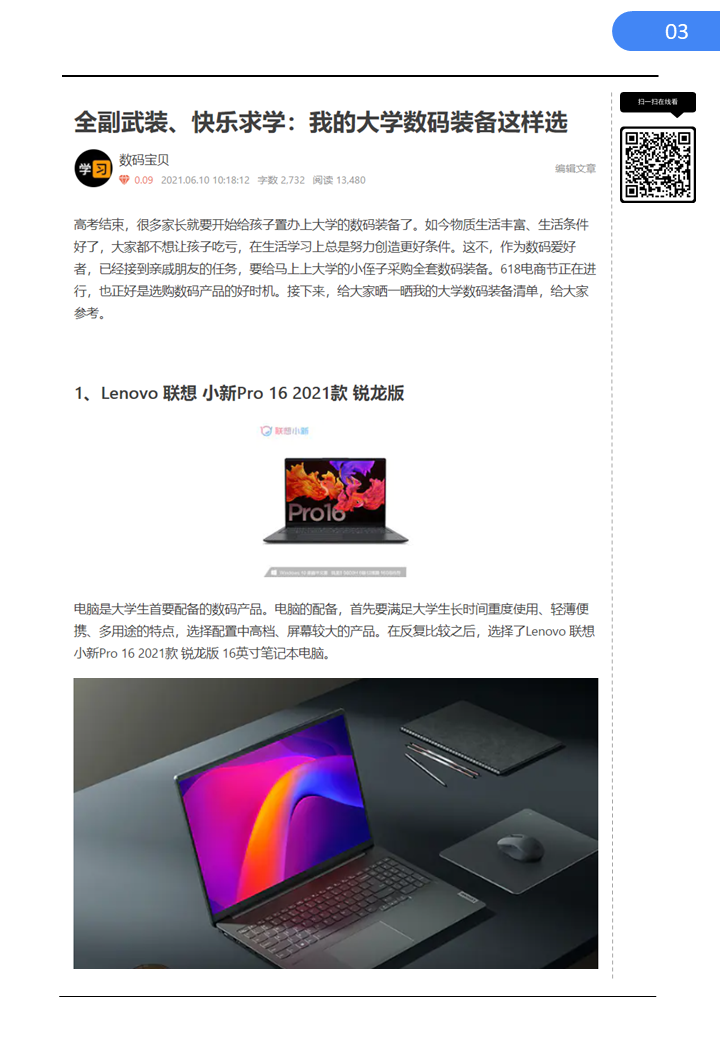 03
扫一扫在线看
全副武装、快乐求学：我的大学数码装备这样选
学习
数码宝贝
0.09 2021.06.10 10:18:12 字数 2,732 阅读 13,480
编辑文章
高考结束，很多家长就要开始给孩子置办上大学的数码装备了。如今物质生活丰富、生活条件
好了，大家都不想让孩子吃亏，在生活学习上总是努力创造更好条件。这不，作为数码爱好
者，已经接到亲戚朋友的任务，要给马上上大学的小侄子采购全套数码装备。618电商节正在进
行，也正好是选购数码产品的好时机。接下来，给大家晒一晒我的大学数码装备清单，给大家
参考。
1、Lenovo 联想 小新Pro 16 2021款 锐龙版
联想小新
Pro16
电脑是大学生首要配备的数码产品。电脑的配备，首先要满足大学生长时间重度使用、轻薄便
携、多用途的特点，选择配置中高档、屏幕较大的产品。在反复比较之后，选择了Lenovo 联想
小新Pro 16 2021款 锐龙版 16英寸笔记本电脑。